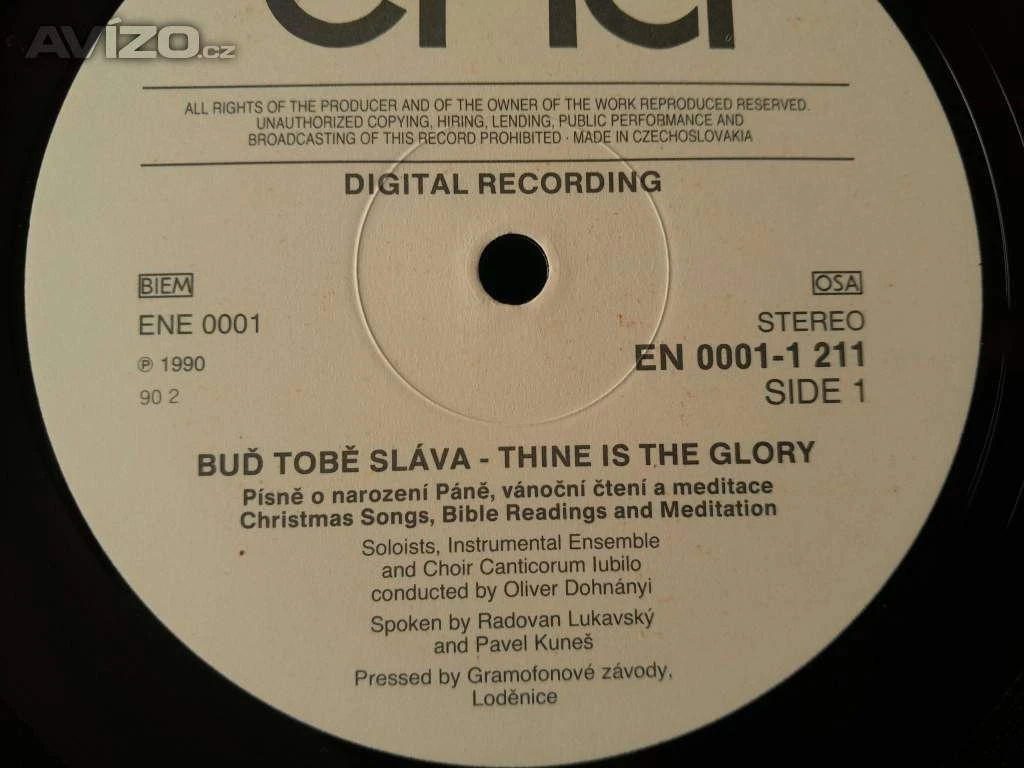 AVÍZO.cz
ALL RIGHTS OF THE PRODUCER AND OF THE OWNER OF THE WORK REPRODUCED RESERVED.
UNAUTHORIZED COPYING, HIRING, LENDING, PUBLIC PERFORMANCE AND
BROADCASTING OF THIS RECORD PROHIBITED · MADE IN CZECHOSLOVAKIA
DIGITAL RECORDING
BIEM
ENE 0001
℗ 1990
90 2
OSA
STEREO
EN 0001-1 211
SIDE 1
BUĎ TOBĚ SLÁVA - THINE IS THE GLORY
Písně o narození Páně, vánoční čtení a meditace
Christmas Songs, Bible Readings and Meditation
Soloists, Instrumental Ensemble
and Choir Canticorum Iubilo
conducted by Oliver Dohnányi
Spoken by Radovan Lukavský
and Pavel Kuneš
Pressed by Gramofonové závody,
Loděnice